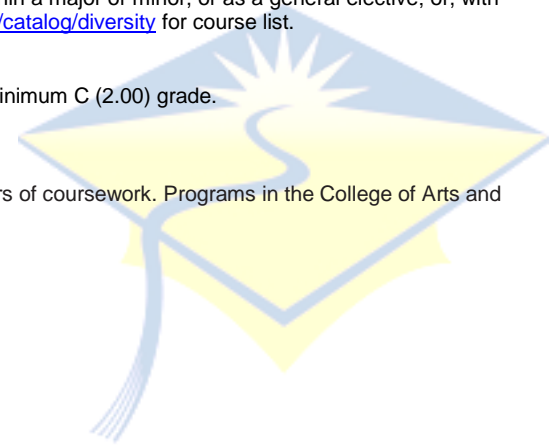 in a major or minor, or as a general elective, or, with
/catalog/diversity for course list.
inimum C (2.00) grade.
rs of coursework. Programs in the College of Arts and